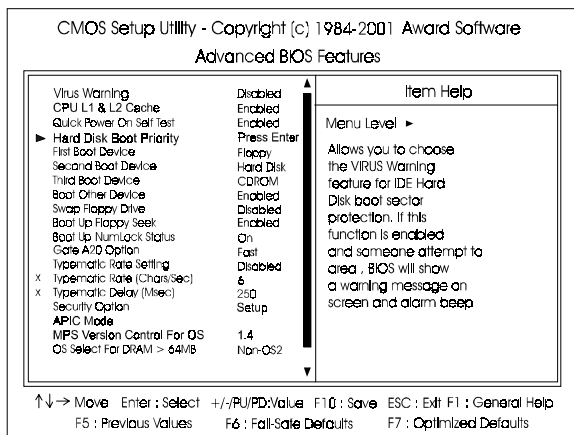 CMOS Setup Utility - Copyright (c) 1984-2001 Award Software
Advanced BIOS Features
Virus Warning Disabled
CPU L1 & L2 Cache Enabled
Quick Power On Self Test Enabled
► Hard Disk Boot Priority Press Enter
First Boot Device Floppy
Second Boot Device Hard Disk
Third Boot Device CDROM
Boot Other Device Enabled
Swap Floppy Drive Disabled
Boot Up Floppy Seek Enabled
Boot Up NumLock Status On
Gate A20 Option Fast
Typematic Rate Setting Disabled
x Typematic Rate (Chars/Sec) 6
x Typematic Delay (Msec) 250
Security Option Setup
APIC Mode
MPS Version Control For OS 1.4
OS Select For DRAM > 64MB Non-OS2
Item Help
Menu Level ►
Allows you to choose
the VIRUS Warning
feature for IDE Hard
Disk boot sector
protection. If this
function is enabled
and someone attempt to
area , BIOS will show
a warning message on
screen and alarm beep
↑↓→ Move Enter : Select +/-/PU/PD:Value F10 : Save ESC : Exit F1 : General Help
F5 : Previous Values F6 : Fail-Safe Defaults F7 : Optimized Defaults